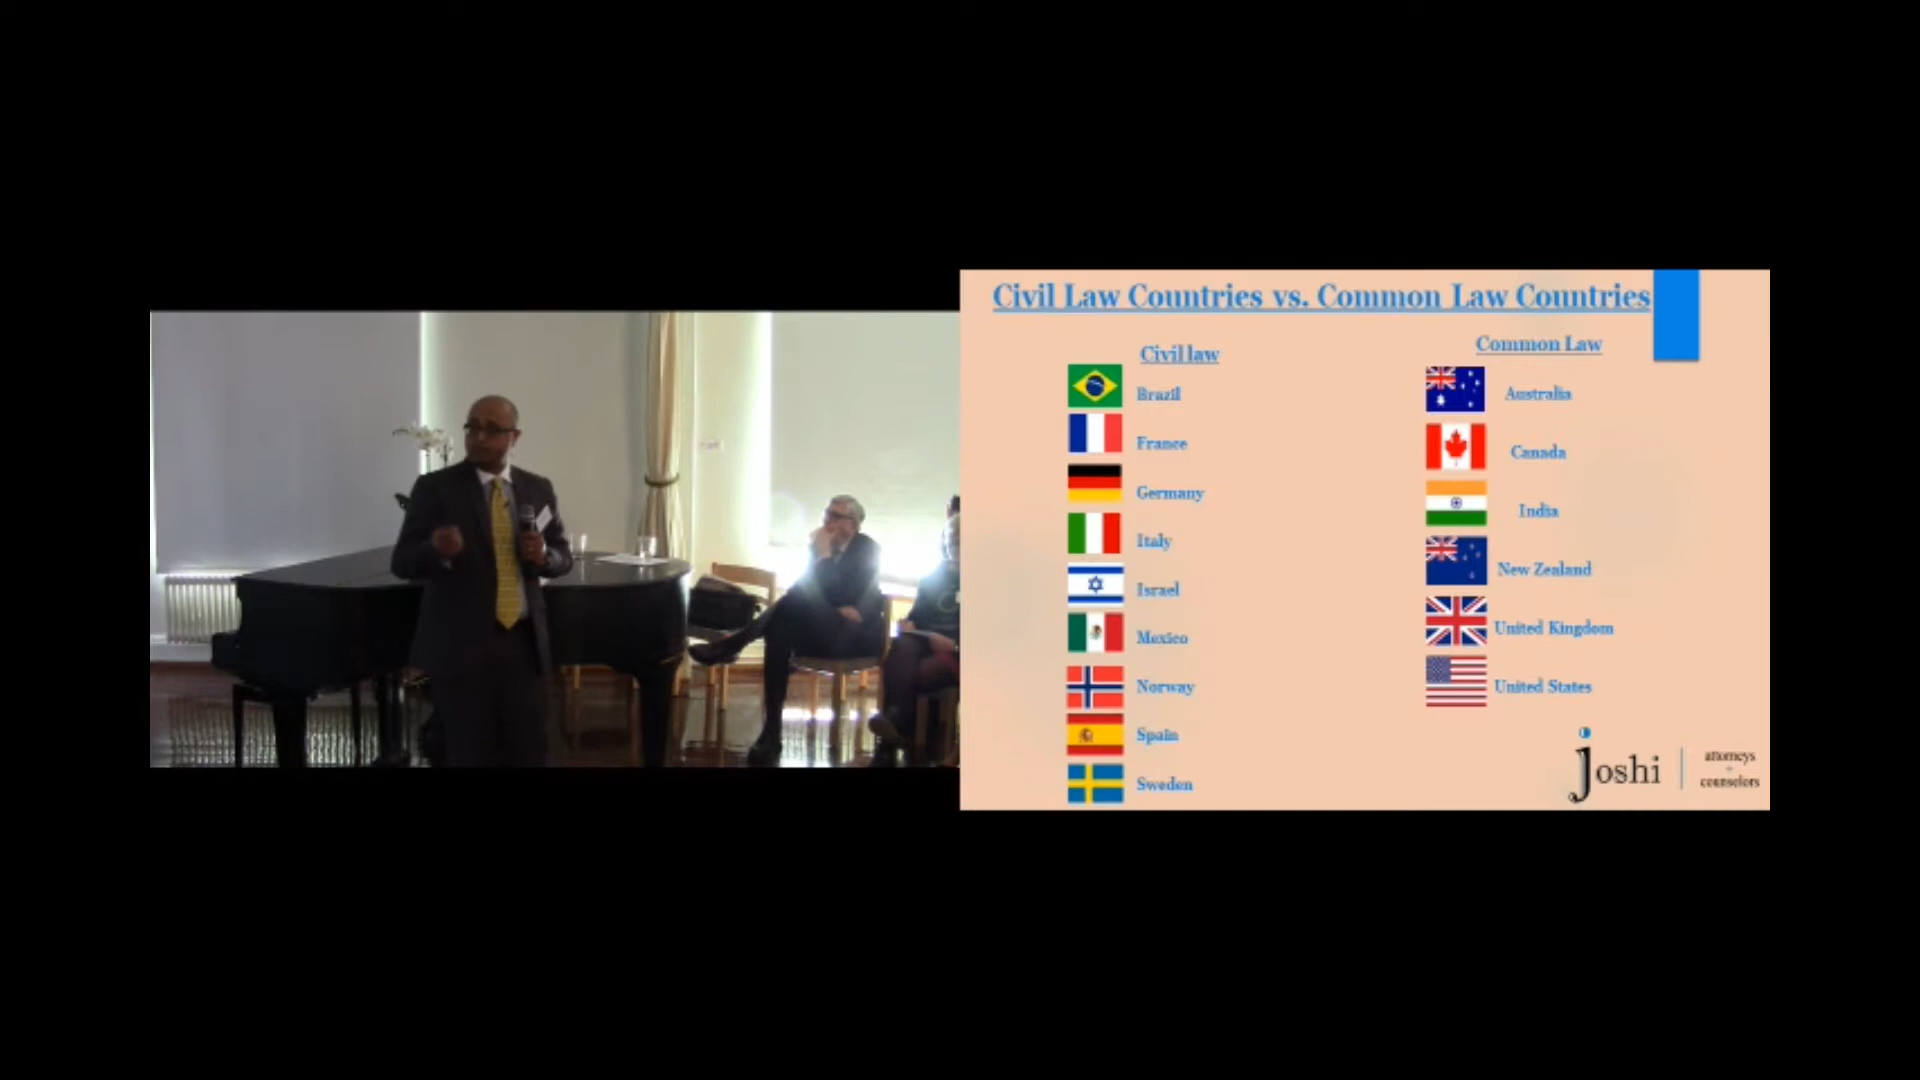 Civil Law Countries vs. Common Law Countries
Civil law
Brazil
France
Germany
Italy
Israel
Mexico
Norway
Spain
Sweden
Common Law
Australia
Canada
India
New Zealand
United Kingdom
United States
Joshi
attorneys
+
counselors